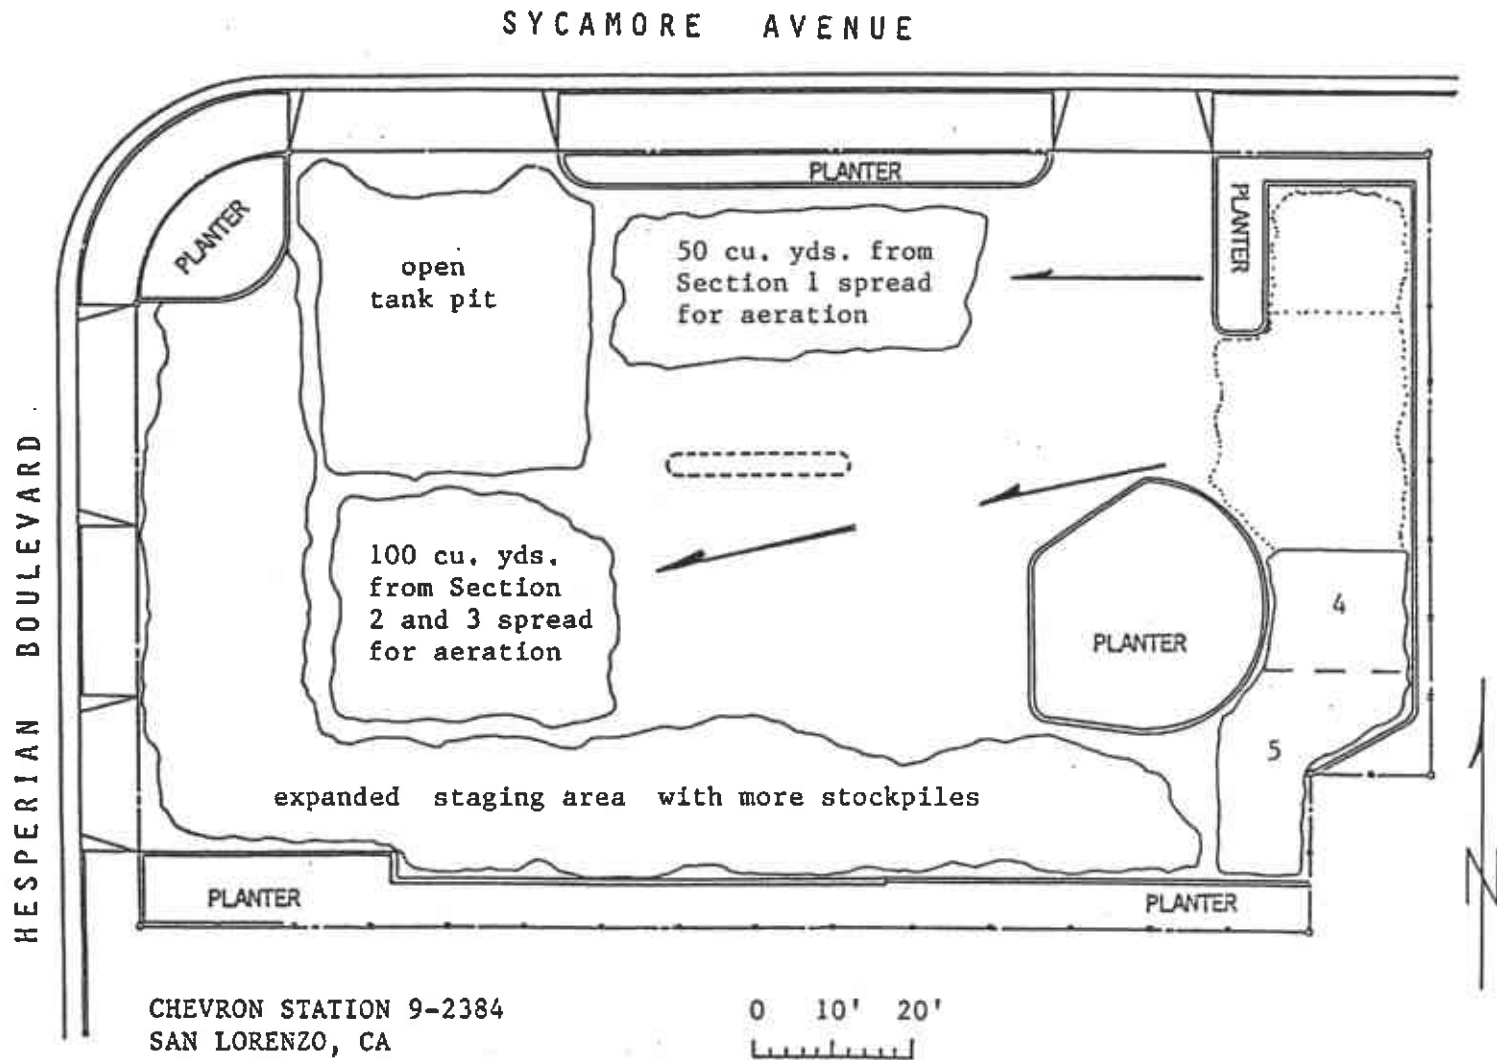 SYCAMORE AVENUE
PLANTER
PLANTER
PLANTER
open
tank pit
50 cu. yds. from
Section 1 spread
for aeration
HESPERIAN BOULEVARD
100 cu. yds.
from Section
2 and 3 spread
for aeration
PLANTER
4
5
expanded staging area with more stockpiles
PLANTER
PLANTER
N
CHEVRON STATION 9-2384
SAN LORENZO, CA
0 10' 20'